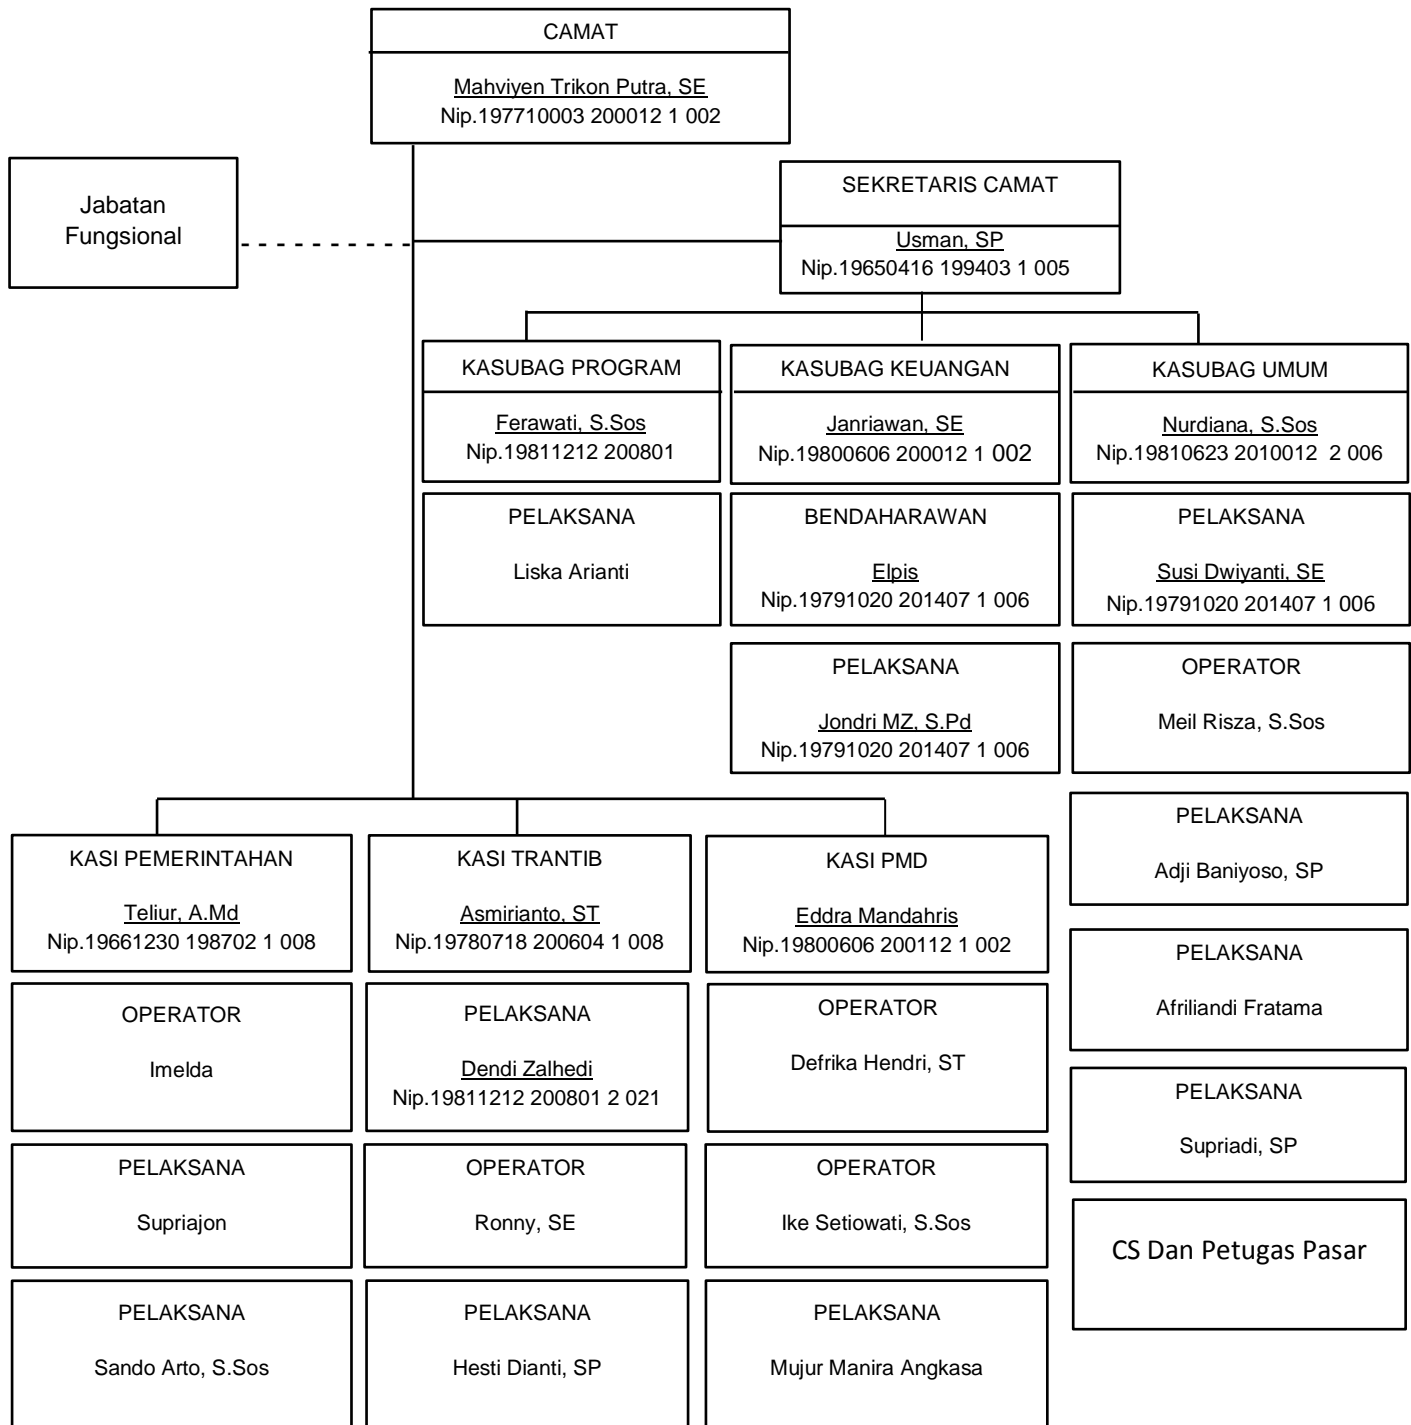 CAMAT
Mahviyen Trikon Putra, SE
Nip.197710003 200012 1 002
Jabatan
Fungsional
SEKRETARIS CAMAT
Usman, SP
Nip.19650416 199403 1 005
KASUBAG PROGRAM
Ferawati, S.Sos
Nip.19811212 200801
KASUBAG KEUANGAN
Janriawan, SE
Nip.19800606 200012 1 002
KASUBAG UMUM
Nurdiana, S.Sos
Nip.19810623 2010012  2 006
PELAKSANA
Liska Arianti
BENDAHARAWAN
Elpis
Nip.19791020 201407 1 006
PELAKSANA
Susi Dwiyanti, SE
Nip.19791020 201407 1 006
PELAKSANA
Jondri MZ, S.Pd
Nip.19791020 201407 1 006
OPERATOR
Meil Risza, S.Sos
PELAKSANA
Adji Baniyoso, SP
PELAKSANA
Afriliandi Fratama
PELAKSANA
Supriadi, SP
CS Dan Petugas Pasar
KASI PEMERINTAHAN
Teliur, A.Md
Nip.19661230 198702 1 008
KASI TRANTIB
Asmirianto, ST
Nip.19780718 200604 1 008
KASI PMD
Eddra Mandahris
Nip.19800606 200112 1 002
OPERATOR
Imelda
PELAKSANA
Dendi Zalhedi
Nip.19811212 200801 2 021
OPERATOR
Defrika Hendri, ST
PELAKSANA
Supriajon
OPERATOR
Ronny, SE
OPERATOR
Ike Setiowati, S.Sos
PELAKSANA
Sando Arto, S.Sos
PELAKSANA
Hesti Dianti, SP
PELAKSANA
Mujur Manira Angkasa